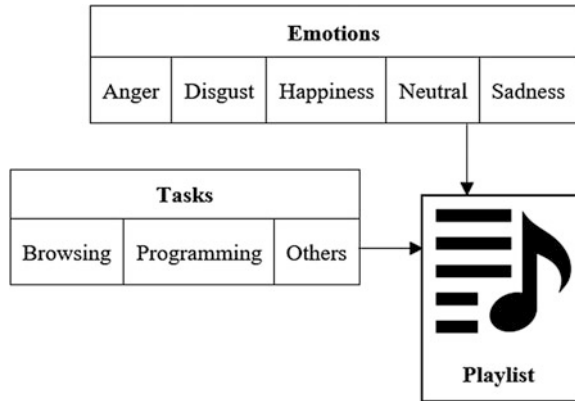 Emotions
Anger Disgust Happiness Neutral Sadness
Tasks
Browsing Programming Others
Playlist